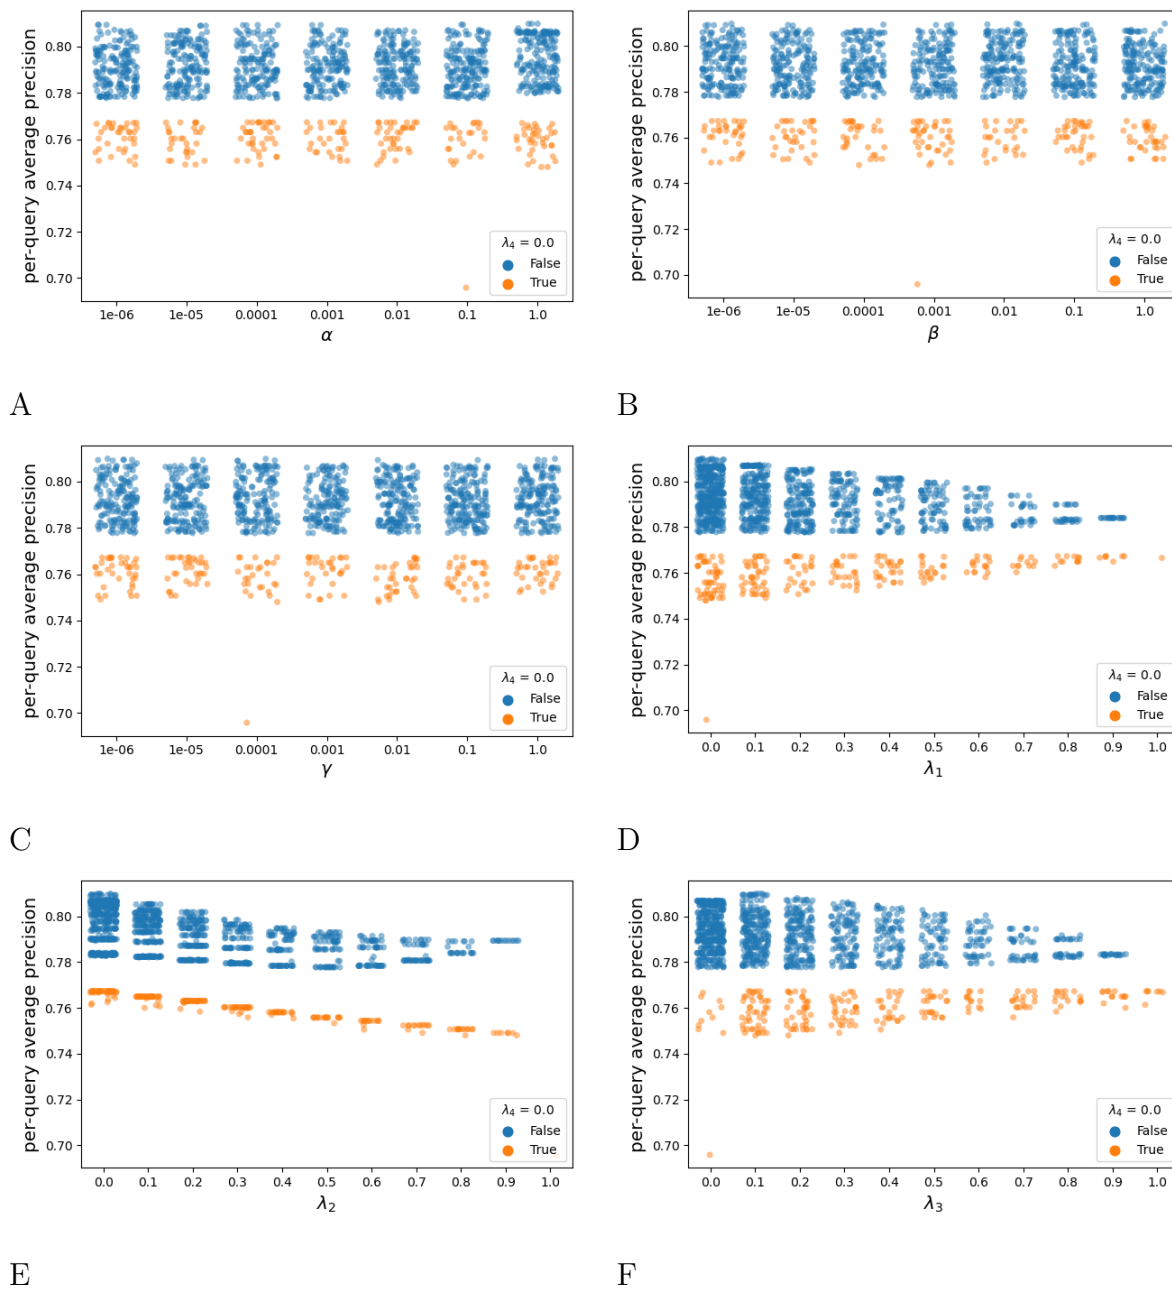 per-query average precision
0.80
0.78
0.76
0.74
0.72
0.70
λ4 = 0.0
False
True
1e-06 1e-05 0.0001 0.001 0.01 0.1 1.0
α
A
per-query average precision
0.80
0.78
0.76
0.74
0.72
0.70
λ4 = 0.0
False
True
1e-06 1e-05 0.0001 0.001 0.01 0.1 1.0
β
B
per-query average precision
0.80
0.78
0.76
0.74
0.72
0.70
λ4 = 0.0
False
True
1e-06 1e-05 0.0001 0.001 0.01 0.1 1.0
γ
C
per-query average precision
0.80
0.78
0.76
0.74
0.72
0.70
λ4 = 0.0
False
True
0.0 0.1 0.2 0.3 0.4 0.5 0.6 0.7 0.8 0.9 1.0
λ1
D
per-query average precision
0.80
0.78
0.76
0.74
0.72
0.70
λ4 = 0.0
False
True
0.0 0.1 0.2 0.3 0.4 0.5 0.6 0.7 0.8 0.9 1.0
λ2
E
per-query average precision
0.80
0.78
0.76
0.74
0.72
0.70
λ4 = 0.0
False
True
0.0 0.1 0.2 0.3 0.4 0.5 0.6 0.7 0.8 0.9 1.0
λ3
F